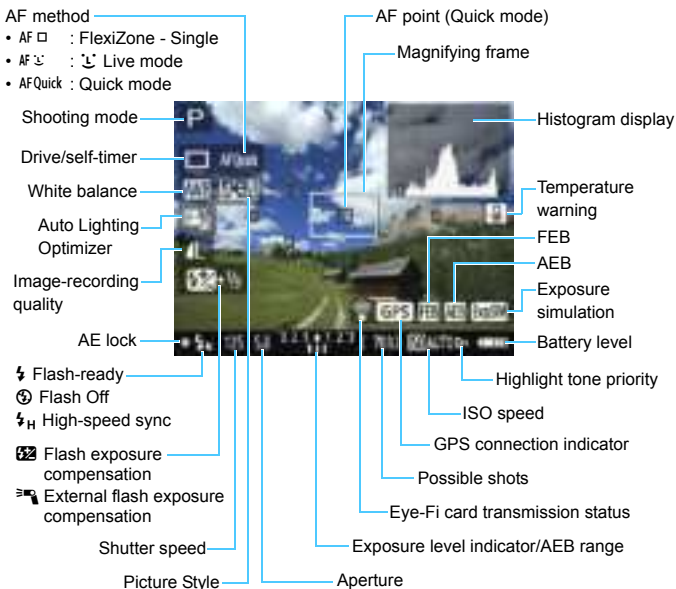 AF method
• AF □ : FlexiZone - Single
• AF : Live mode
• AFQuick : Quick mode
Shooting mode
Drive/self-timer
White balance
Auto Lighting
Optimizer
Image-recording
quality
AE lock
Flash-ready
Flash Off
H High-speed sync
Flash exposure
compensation
External flash exposure
compensation
Shutter speed
Picture Style
AF point (Quick mode)
Magnifying frame
Histogram display
Temperature
warning
FEB
AEB
Exposure
simulation
Battery level
Highlight tone priority
ISO speed
GPS connection indicator
Possible shots
Eye-Fi card transmission status
Exposure level indicator/AEB range
Aperture
P
GPS FEB AEB